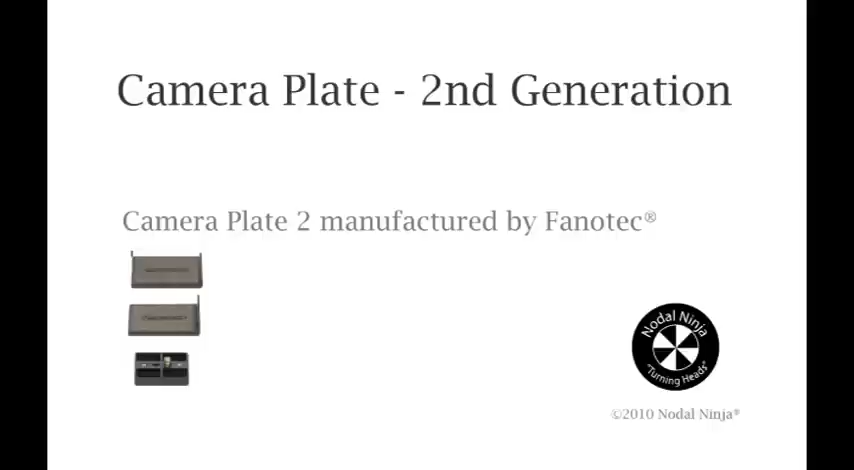 Camera Plate - 2nd Generation
Camera Plate 2 manufactured by Fanotec®
Nodal Ninja
"Turning Heads"
©2010 Nodal Ninja®